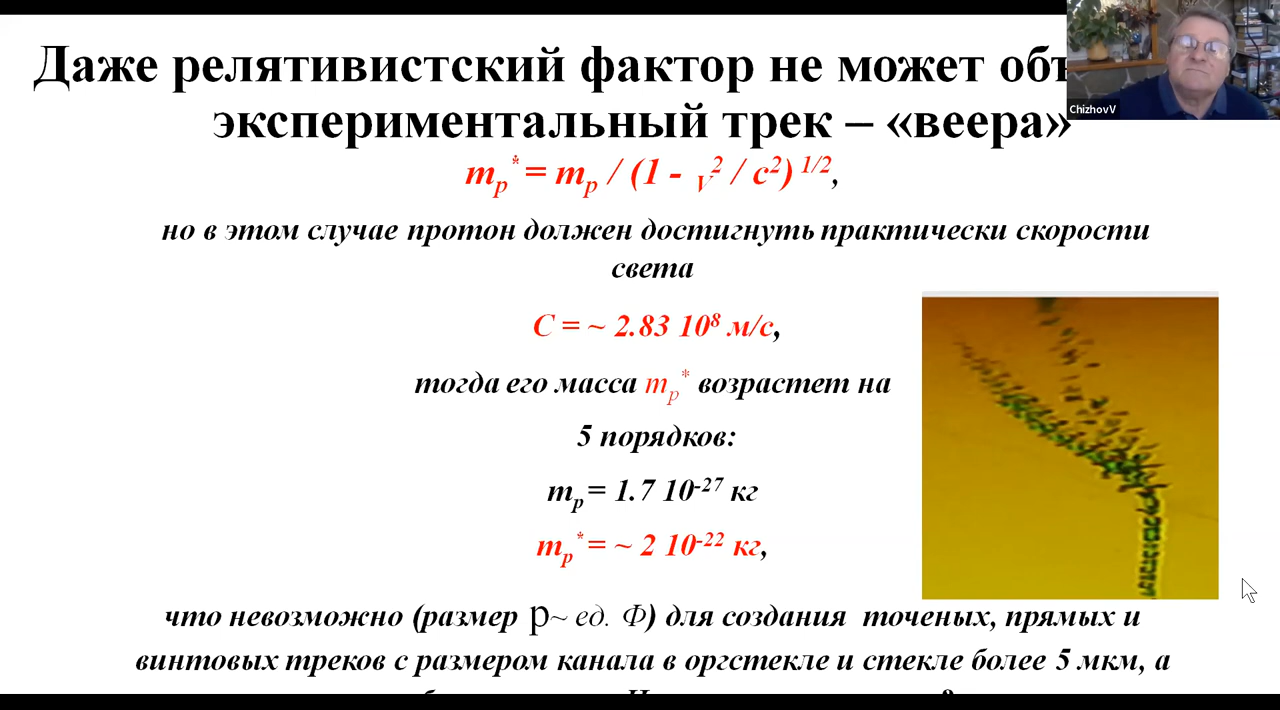 Даже релятивистский фактор не может
экспериментальный трек – «веера»
ChizhovV
mp* = mp / (1 - v2 / c2) 1/2,
но в этом случае протон должен достигнуть практически скорости
света
C = ~ 2.83 108 м/с,
тогда его масса mp* возрастет на
5 порядков:
mp = 1.7 10-27 кг
mp* = ~ 2 10-22 кг,
что невозможно (размер p~ ед. Ф) для создания точеных, прямых и
винтовых треков с размером канала в оргстекле и стекле более 5 мкм, а